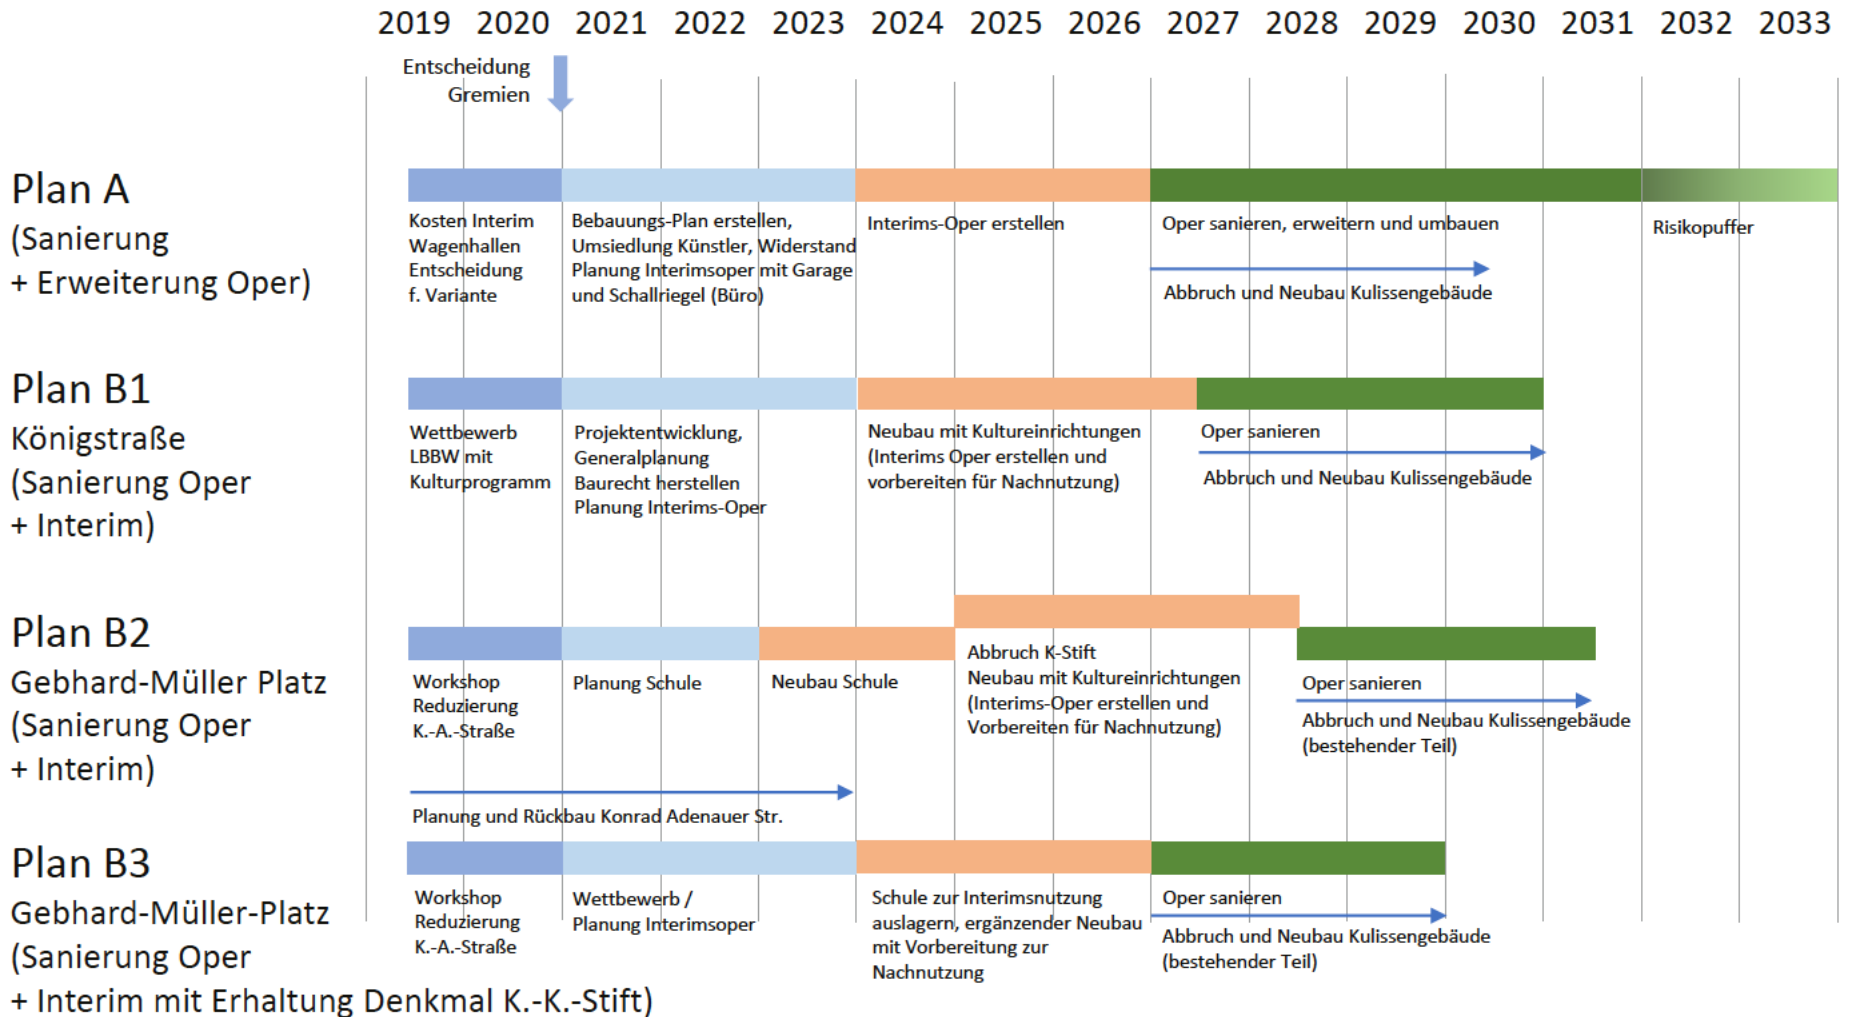 2019 2020 2021 2022 2023 2024 2025 2026 2027 2028 2029 2030 2031 2032 2033
Entscheidung
Gremien
Plan A
(Sanierung
+ Erweiterung Oper)
Kosten Interim
Wagenhallen
Entscheidung
f. Variante
Bebauungs-Plan erstellen,
Umsiedlung Künstler, Widerstand
Planung Interimsoper mit Garage
und Schallriegel (Büro)
Interims-Oper erstellen
Oper sanieren, erweitern und umbauen
Abbruch und Neubau Kulissengebäude
Risikopuffer
Plan B1
Königstraße
(Sanierung Oper
+ Interim)
Wettbewerb
LBBW mit
Kulturprogramm
Projektentwicklung,
Generalplanung
Baurecht herstellen
Planung Interims-Oper
Neubau mit Kultureinrichtungen
(Interims Oper erstellen und
vorbereiten für Nachnutzung)
Oper sanieren
Abbruch und Neubau Kulissengebäude
Plan B2
Gebhard-Müller Platz
(Sanierung Oper
+ Interim)
Workshop
Reduzierung
K.-A.-Straße
Planung Schule
Neubau Schule
Abbruch K-Stift
Neubau mit Kultureinrichtungen
(Interims-Oper erstellen und
Vorbereiten für Nachnutzung)
Oper sanieren
Abbruch und Neubau Kulissengebäude
(bestehender Teil)
Planung und Rückbau Konrad Adenauer Str.
Plan B3
Gebhard-Müller-Platz
(Sanierung Oper
+ Interim mit Erhaltung Denkmal K.-K.-Stift)
Workshop
Reduzierung
K.-A.-Straße
Wettbewerb /
Planung Interimsoper
Schule zur Interimsnutzung
auslagern, ergänzender Neubau
mit Vorbereitung zur
Nachnutzung
Oper sanieren
Abbruch und Neubau Kulissengebäude
(bestehender Teil)